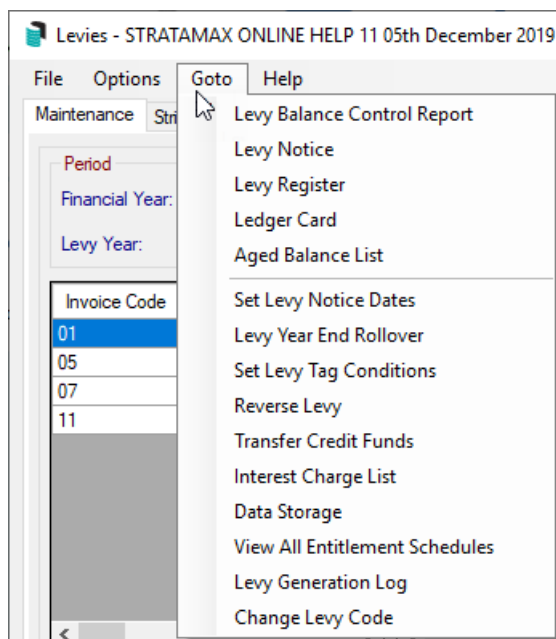 Levies - STRATAMAX ONLINE HELP 11 05th December 2019
File Options Goto Help
Maintenance Stri
Period
Financial Year:
Levy Year:
Invoice Code
01
05
07
11
Levy Balance Control Report
Levy Notice
Levy Register
Ledger Card
Aged Balance List
Set Levy Notice Dates
Levy Year End Rollover
Set Levy Tag Conditions
Reverse Levy
Transfer Credit Funds
Interest Charge List
Data Storage
View All Entitlement Schedules
Levy Generation Log
Change Levy Code